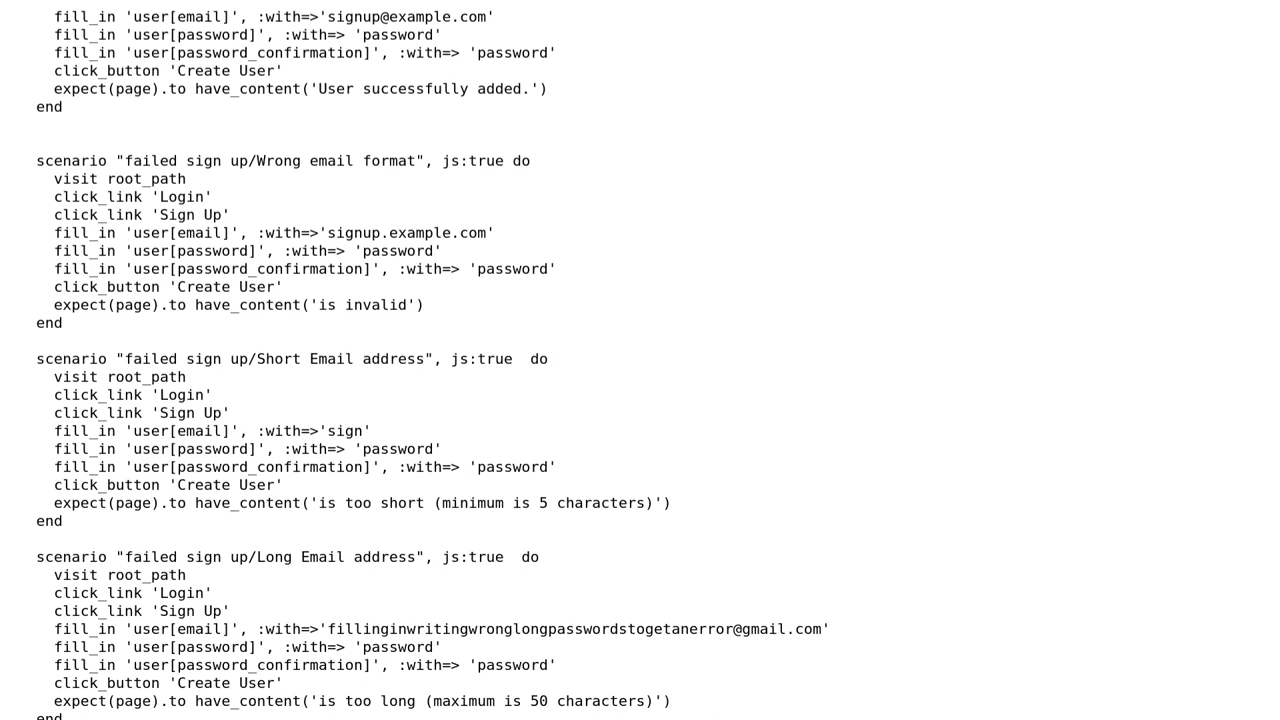 fill_in 'user[email]', :with=>'signup@example.com'
fill_in 'user[password]', :with=> 'password'
fill_in 'user[password_confirmation]', :with=> 'password'
click_button 'Create User'
expect(page).to have_content('User successfully added.')
end
scenario "failed sign up/Wrong email format", js:true do
visit root_path
click_link 'Login'
click_link 'Sign Up'
fill_in 'user[email]', :with=>'signup.example.com'
fill_in 'user[password]', :with=> 'password'
fill_in 'user[password_confirmation]', :with=> 'password'
click_button 'Create User'
expect(page).to have_content('is invalid')
end
scenario "failed sign up/Short Email address", js:true  do
visit root_path
click_link 'Login'
click_link 'Sign Up'
fill_in 'user[email]', :with=>'sign'
fill_in 'user[password]', :with=> 'password'
fill_in 'user[password_confirmation]', :with=> 'password'
click_button 'Create User'
expect(page).to have_content('is too short (minimum is 5 characters)')
end
scenario "failed sign up/Long Email address", js:true  do
visit root_path
click_link 'Login'
click_link 'Sign Up'
fill_in 'user[email]', :with=>'fillinginwritingwronglongpasswordstogetanerror@gmail.com'
fill_in 'user[password]', :with=> 'password'
fill_in 'user[password_confirmation]', :with=> 'password'
click_button 'Create User'
expect(page).to have_content('is too long (maximum is 50 characters)')
end